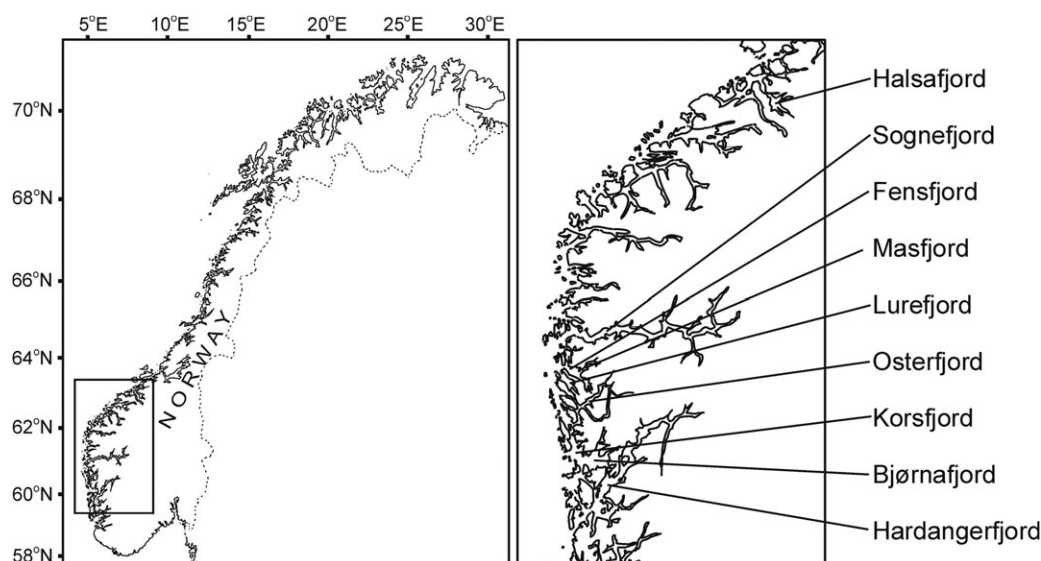 5°E 10°E 15°E 20°E 25°E 30°E
70°N
68°N
66°N
64°N
62°N
60°N
58°N
NORWAY
Halsafjord
Sognefjord
Fensfjord
Masfjord
Lurefjord
Osterfjord
Korsfjord
Bjørnafjord
Hardangerfjord